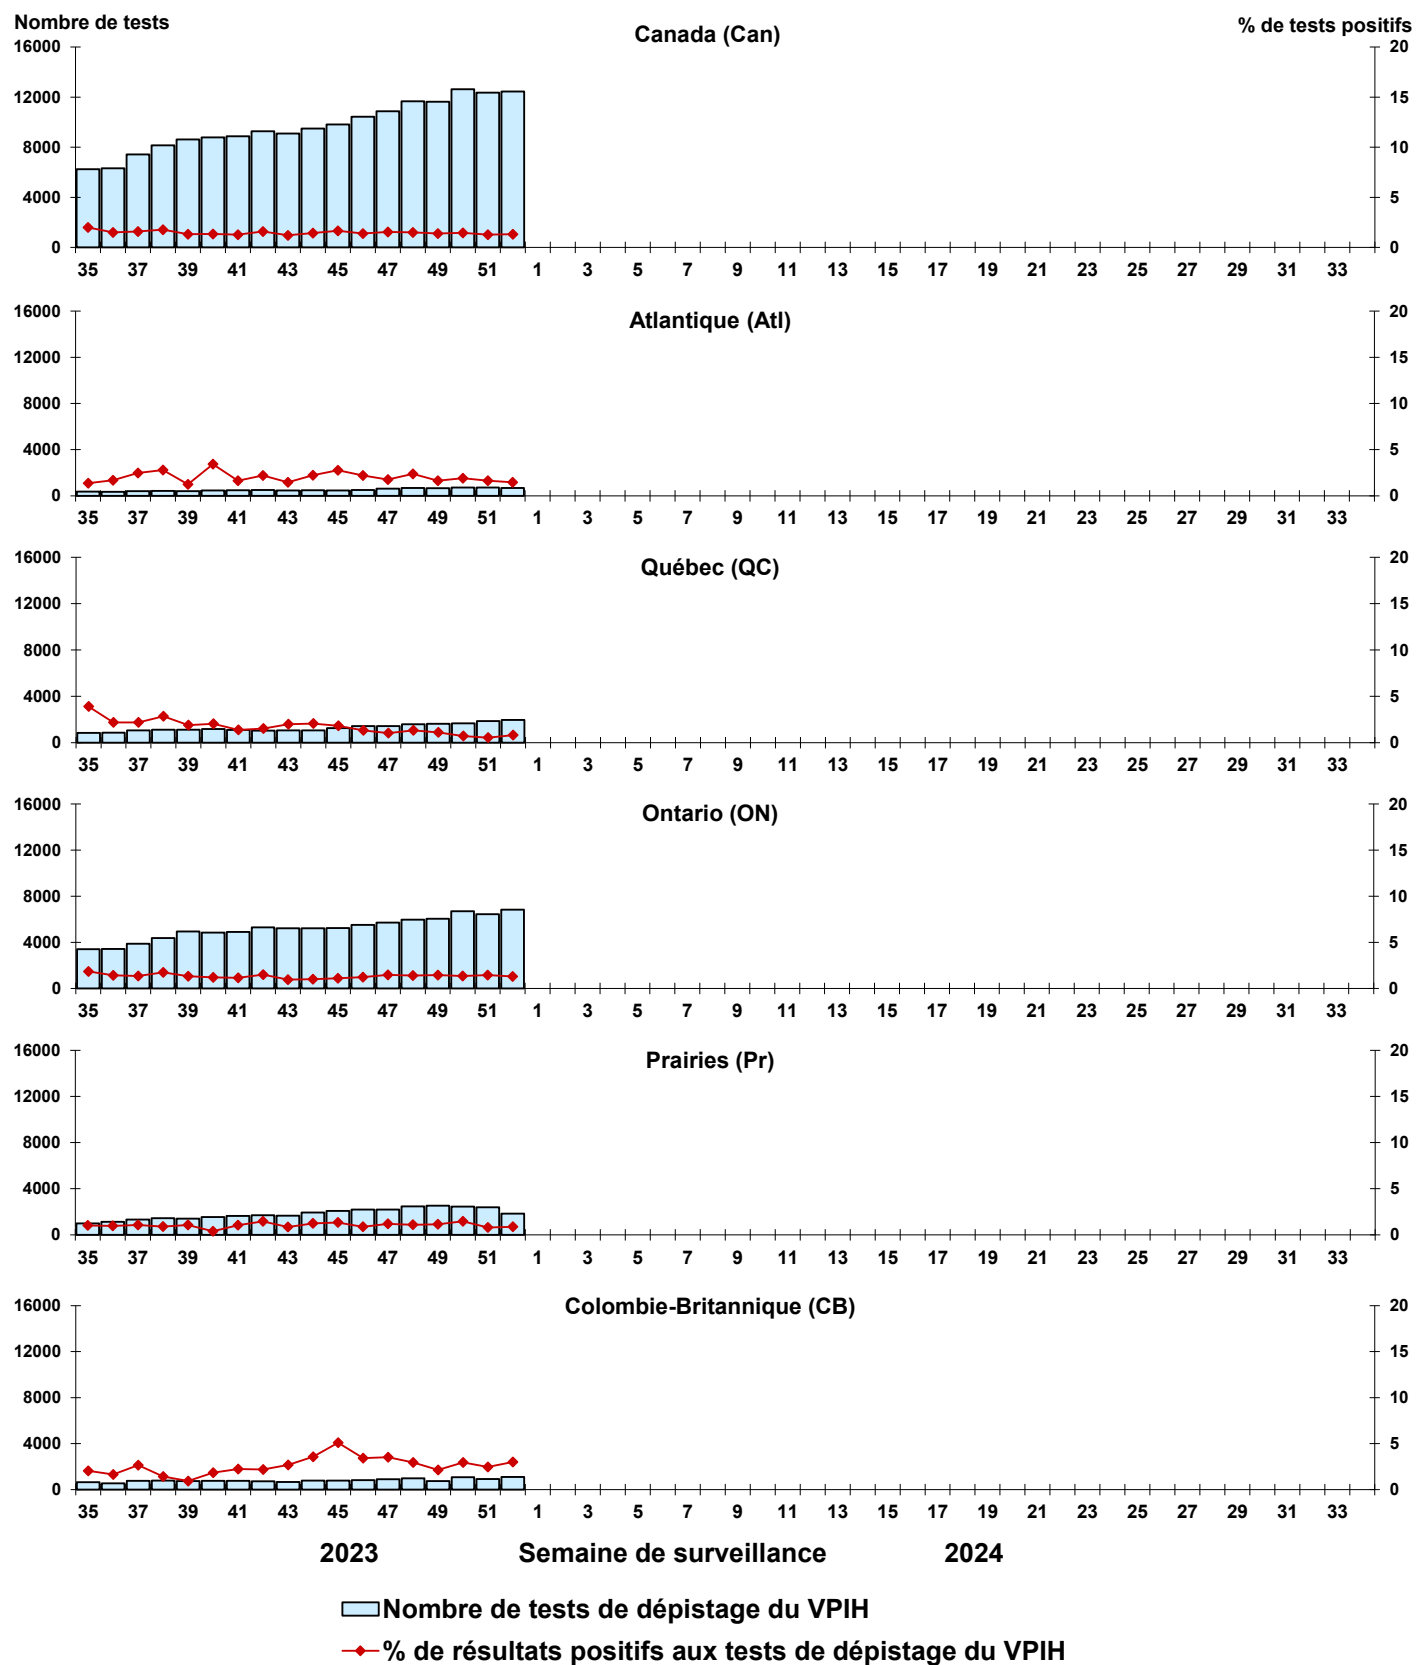 Nombre de tests
Canada (Can)
% de tests positifs
16000 20
12000 15
8000 10
4000 5
0 0
35 37 39 41 43 45 47 49 51 1 3 5 7 9 11 13 15 17 19 21 23 25 27 29 31 33
Atlantique (Atl)
16000 20
12000 15
8000 10
4000 5
0 0
35 37 39 41 43 45 47 49 51 1 3 5 7 9 11 13 15 17 19 21 23 25 27 29 31 33
Québec (QC)
16000 20
12000 15
8000 10
4000 5
0 0
35 37 39 41 43 45 47 49 51 1 3 5 7 9 11 13 15 17 19 21 23 25 27 29 31 33
Ontario (ON)
16000 20
12000 15
8000 10
4000 5
0 0
35 37 39 41 43 45 47 49 51 1 3 5 7 9 11 13 15 17 19 21 23 25 27 29 31 33
Prairies (Pr)
16000 20
12000 15
8000 10
4000 5
0 0
35 37 39 41 43 45 47 49 51 1 3 5 7 9 11 13 15 17 19 21 23 25 27 29 31 33
Colombie-Britannique (CB)
16000 20
12000 15
8000 10
4000 5
0 0
35 37 39 41 43 45 47 49 51 1 3 5 7 9 11 13 15 17 19 21 23 25 27 29 31 33
2023 Semaine de surveillance 2024
Nombre de tests de dépistage du VPIH
% de résultats positifs aux tests de dépistage du VPIH